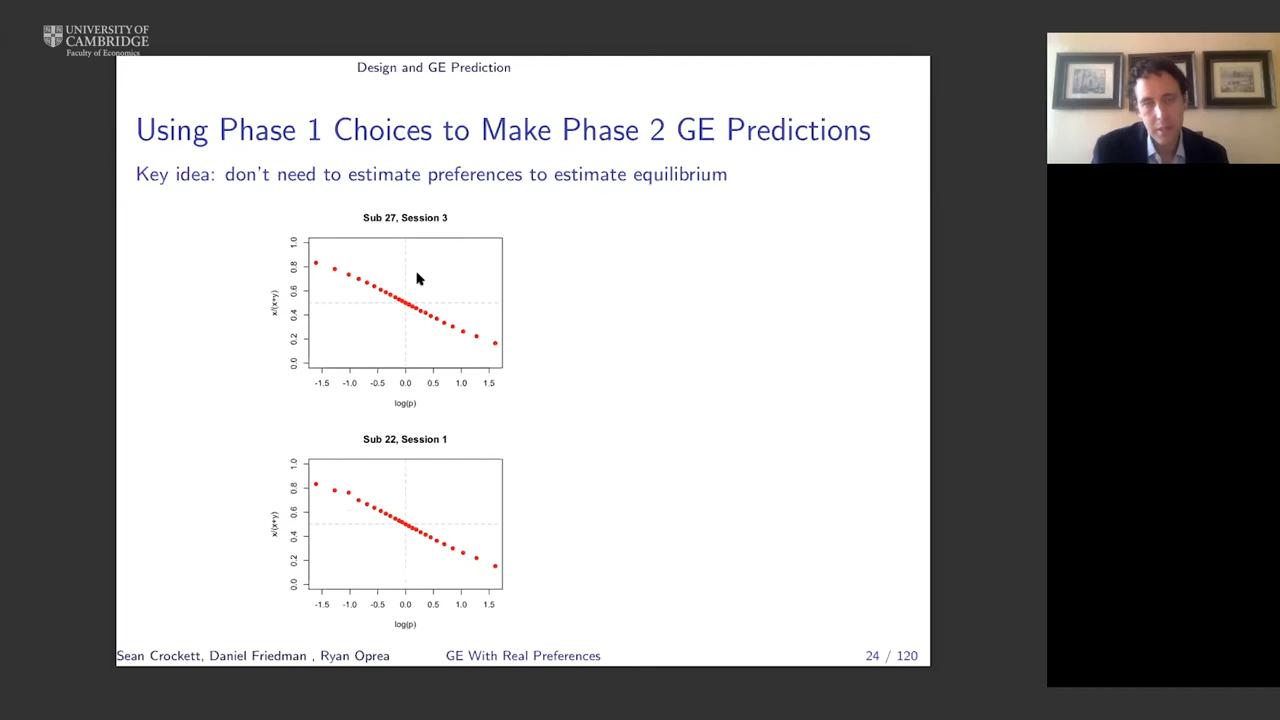 UNIVERSITY OF
CAMBRIDGE
Faculty of Economics
Design and GE Prediction
Using Phase 1 Choices to Make Phase 2 GE Predictions
Key idea: don't need to estimate preferences to estimate equilibrium
Sub 27, Session 3
1.0
0.8
0.6
0.4
0.2
0.0
x/(x+y)
-1.5 -1.0 -0.5 0.0 0.5 1.0 1.5
log(p)
Sub 22, Session 1
1.0
0.8
0.6
0.4
0.2
0.0
x/(x+y)
-1.5 -1.0 -0.5 0.0 0.5 1.0 1.5
log(p)
Sean Crockett, Daniel Friedman , Ryan Oprea GE With Real Preferences 24 / 120